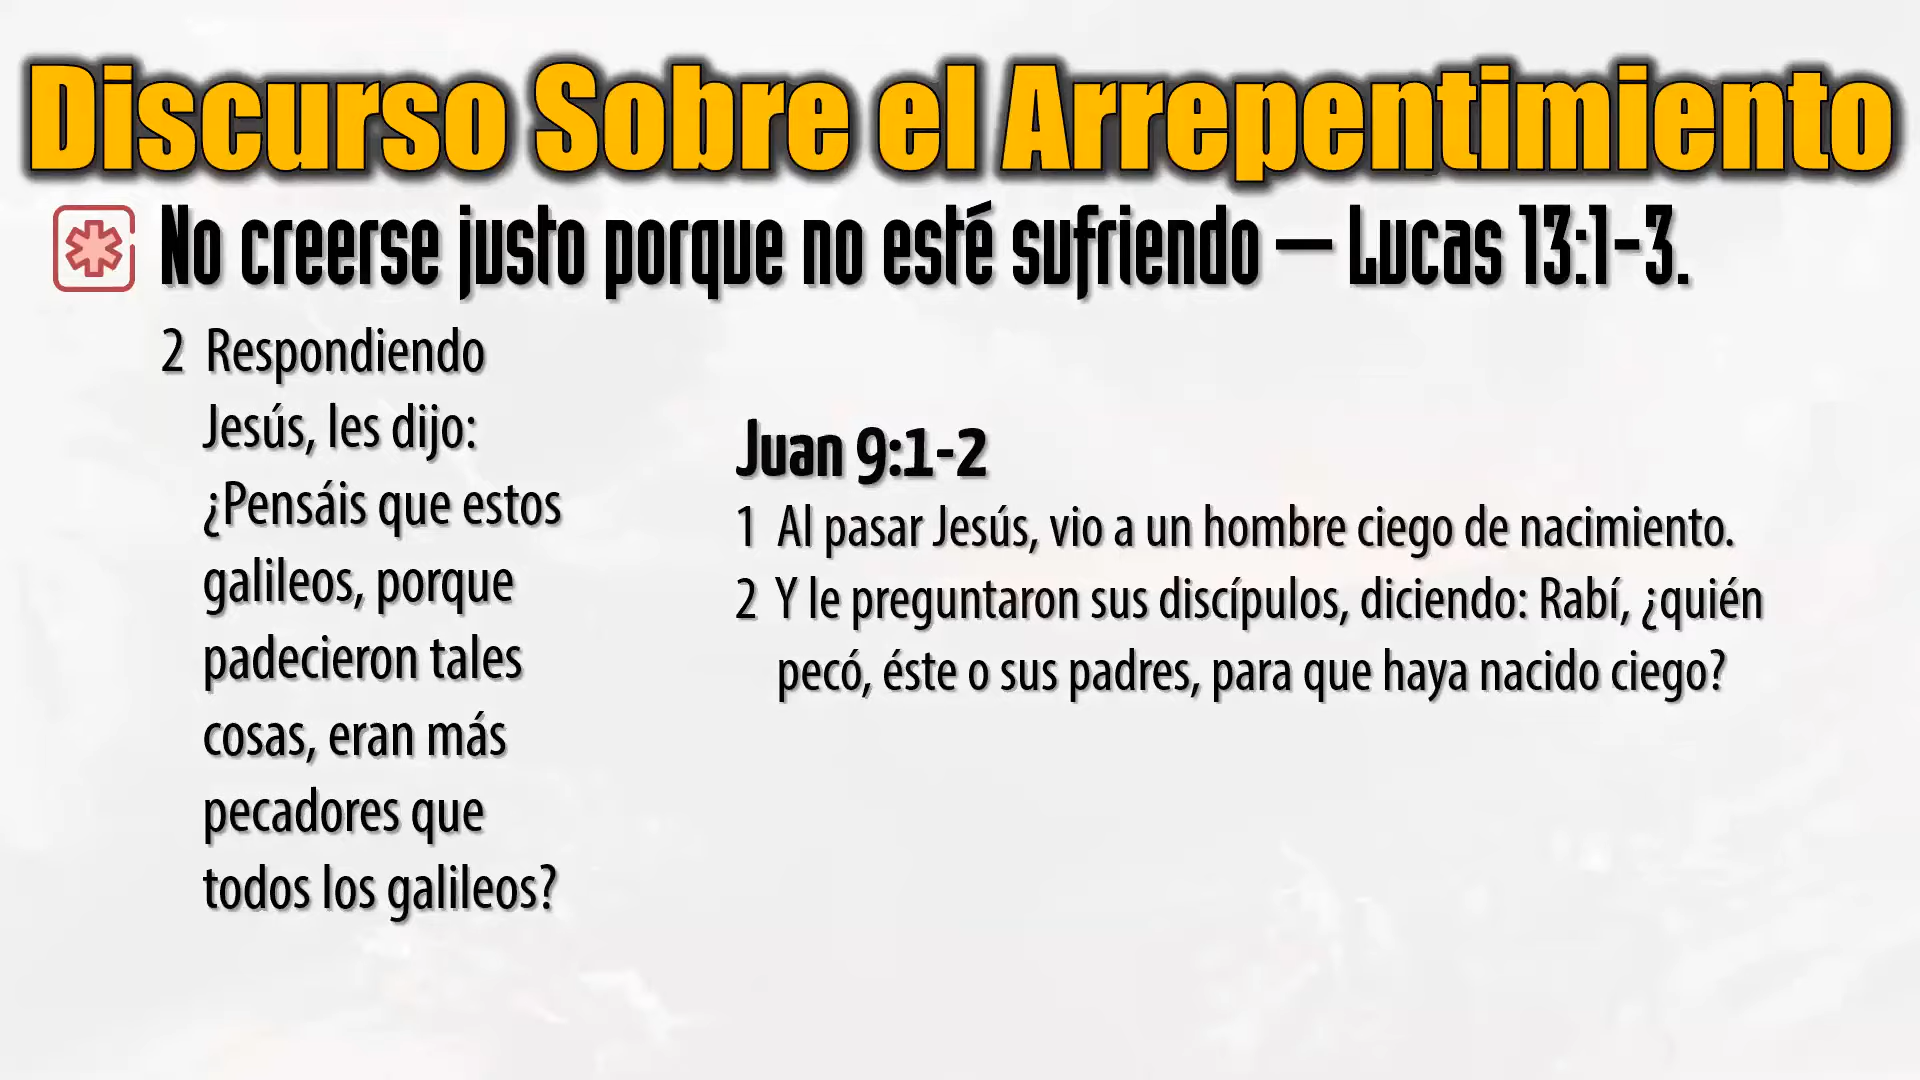 Discurso Sobre el Arrepentimiento
No creerse justo porque no esté sufriendo — Lucas 13:1-3.
2 Respondiendo
Jesús, les dijo:
¿Pensáis que estos
galileos, porque
padecieron tales
cosas, eran más
pecadores que
todos los galileos?
Juan 9:1-2
1 Al pasar Jesús, vio a un hombre ciego de nacimiento.
2 Y le preguntaron sus discípulos, diciendo: Rabí, ¿quién
pecó, éste o sus padres, para que haya nacido ciego?